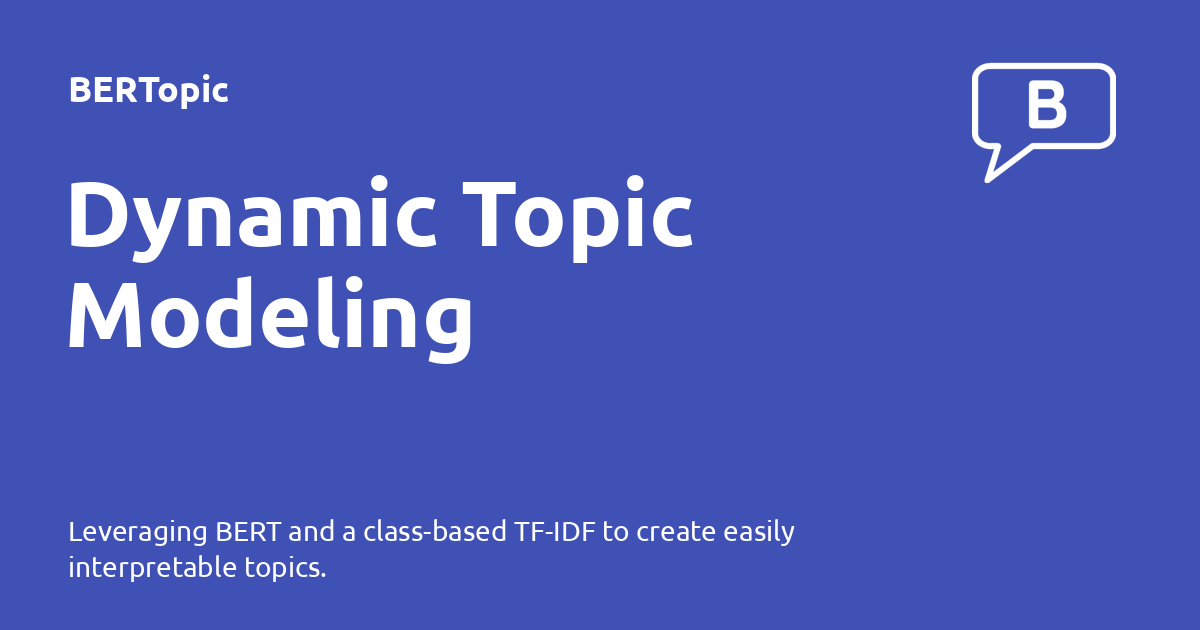 BERTopic
B
Dynamic Topic
Modeling
Leveraging BERT and a class-based TF-IDF to create easily
interpretable topics.